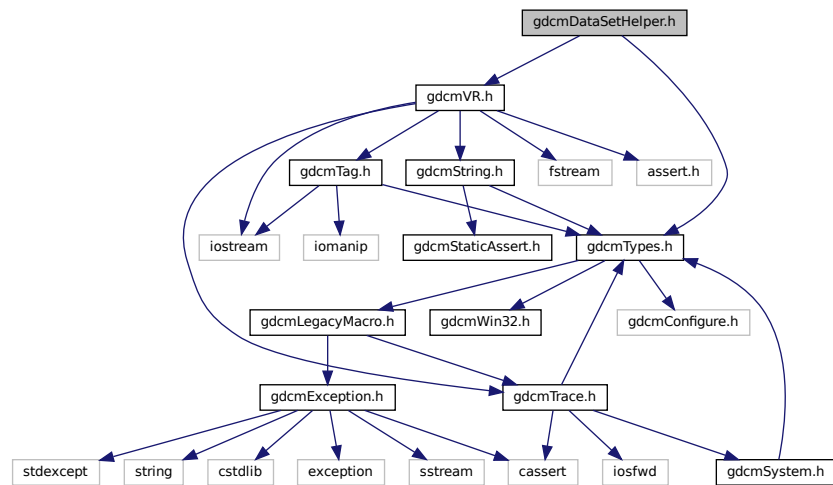 gdcmDataSetHelper.h
gdcmVR.h
gdcmTag.h
gdcmString.h
fstream
assert.h
iostream
iomanip
gdcmStaticAssert.h
gdcmTypes.h
gdcmLegacyMacro.h
gdcmWin32.h
gdcmConfigure.h
gdcmException.h
gdcmTrace.h
stdexcept
string
cstdlib
exception
sstream
cassert
iosfwd
gdcmSystem.h